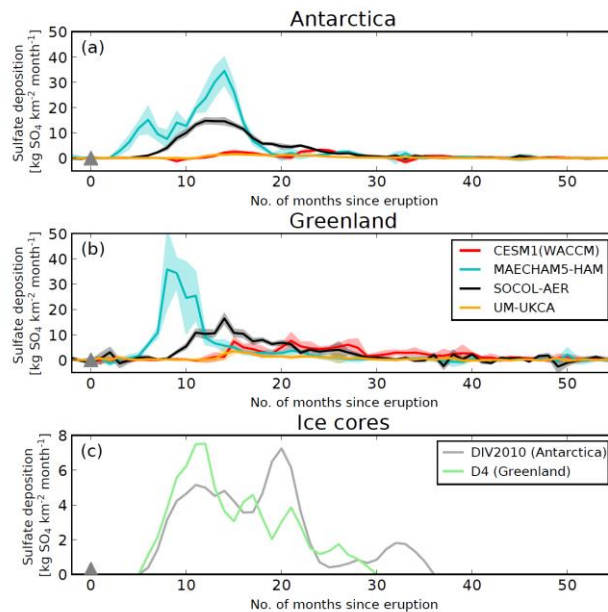 Antarctica
(a)
Sulfate deposition
[kg SO4 km-2 month-1]
50
40
30
20
10
0
0 10 20 30 40 50
No. of months since eruption
Greenland
(b)
Sulfate deposition
[kg SO4 km-2 month-1]
50
40
30
20
10
0
CESM1(WACCM)
MAECHAM5-HAM
SOCOL-AER
UM-UKCA
0 10 20 30 40 50
No. of months since eruption
Ice cores
(c)
Sulfate deposition
[kg SO4 km-2 month-1]
8
6
4
2
0
DIV2010 (Antarctica)
D4 (Greenland)
0 10 20 30 40 50
No. of months since eruption